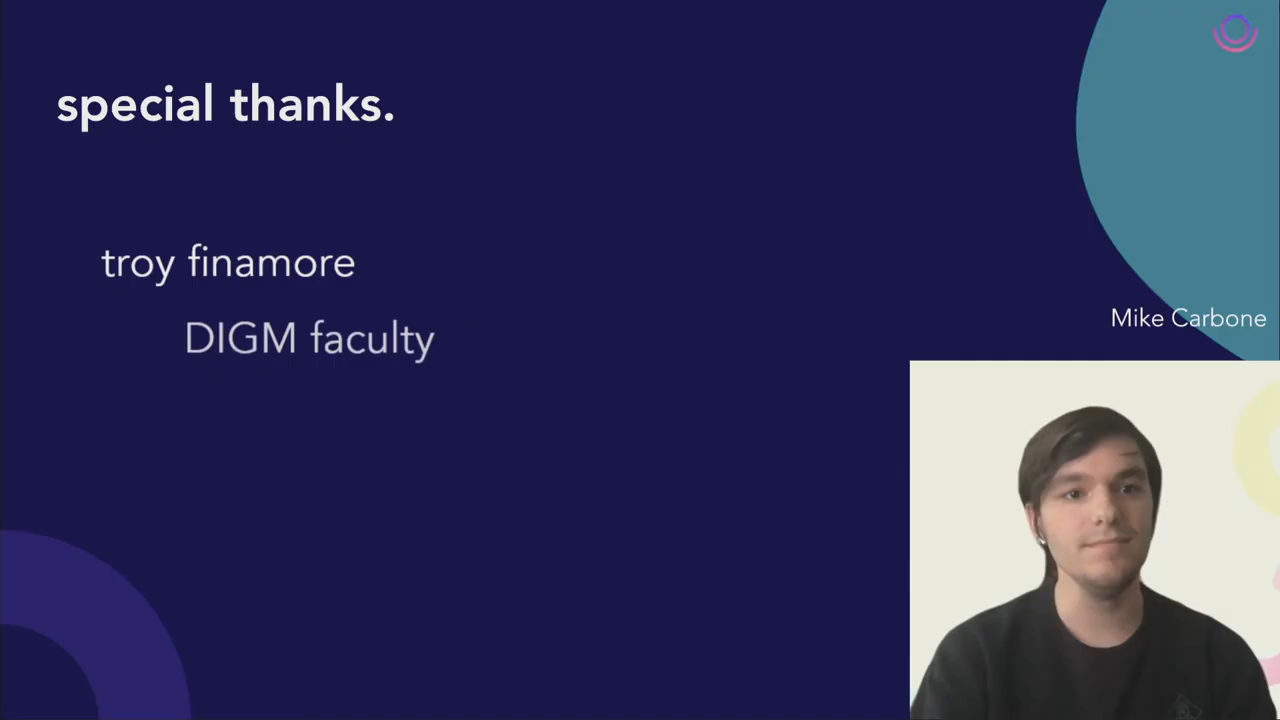 special thanks.
troy finamore
DIGM faculty
Mike Carbone